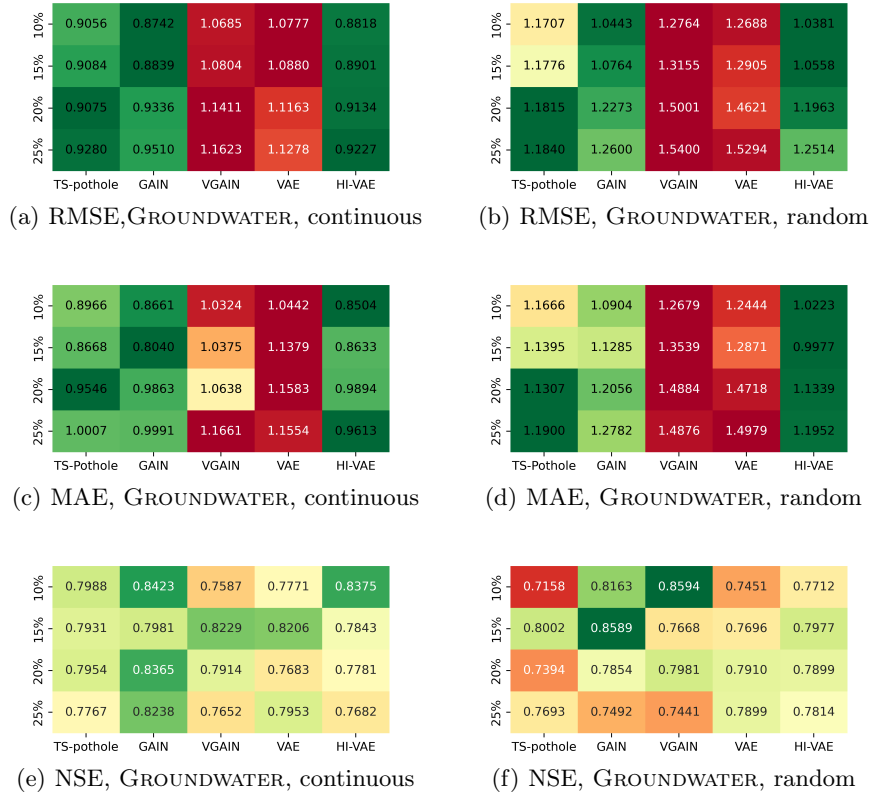 10% 0.9056 0.8742 1.0685 1.0777 0.8818
15% 0.9084 0.8839 1.0804 1.0880 0.8901
20% 0.9075 0.9336 1.1411 1.1163 0.9134
25% 0.9280 0.9510 1.1623 1.1278 0.9227
TS-pothole GAIN VGAIN VAE HI-VAE
(a) RMSE,GROUNDWATER, continuous
10% 1.1707 1.0443 1.2764 1.2688 1.0381
15% 1.1776 1.0764 1.3155 1.2905 1.0558
20% 1.1815 1.2273 1.5001 1.4621 1.1963
25% 1.1840 1.2600 1.5400 1.5294 1.2514
TS-pothole GAIN VGAIN VAE HI-VAE
(b) RMSE, GROUNDWATER, random
10% 0.8966 0.8661 1.0324 1.0442 0.8504
15% 0.8668 0.8040 1.0375 1.1379 0.8633
20% 0.9546 0.9863 1.0638 1.1583 0.9894
25% 1.0007 0.9991 1.1661 1.1554 0.9613
TS-Pothole GAIN VGAIN VAE HI-VAE
(c) MAE, GROUNDWATER, continuous
10% 1.1666 1.0904 1.2679 1.2444 1.0223
15% 1.1395 1.1285 1.3539 1.2871 0.9977
20% 1.1307 1.2056 1.4884 1.4718 1.1339
25% 1.1900 1.2782 1.4876 1.4979 1.1952
TS-Pothole GAIN VGAIN VAE HI-VAE
(d) MAE, GROUNDWATER, random
10% 0.7988 0.8423 0.7587 0.7771 0.8375
15% 0.7931 0.7981 0.8229 0.8206 0.7843
20% 0.7954 0.8365 0.7914 0.7683 0.7781
25% 0.7767 0.8238 0.7652 0.7953 0.7682
TS-pothole GAIN VGAIN VAE HI-VAE
(e) NSE, GROUNDWATER, continuous
10% 0.7158 0.8163 0.8594 0.7451 0.7712
15% 0.8002 0.8589 0.7668 0.7696 0.7977
20% 0.7394 0.7854 0.7981 0.7910 0.7899
25% 0.7693 0.7492 0.7441 0.7899 0.7814
TS-pothole GAIN VGAIN VAE HI-VAE
(f) NSE, GROUNDWATER, random